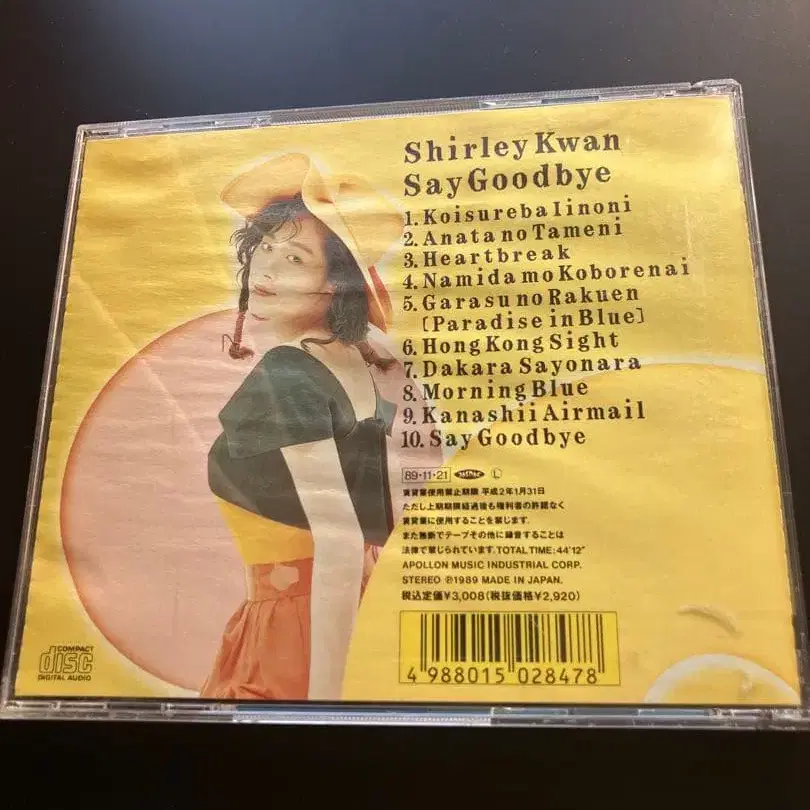 Shirley Kwan
Say Goodbye
1. Koisureba Iinoni
2. Anata no Tameni
3. Heartbreak
4. Namida mo Koborenai
5. Garasu no Rakuen
[Paradise in Blue]
6. Hong Kong Sight
7. Dakara Sayonara
8. Morning Blue
9. Kanashii Airmail
10. Say Goodbye
89・11・21 Ⓛ
賃貸業使用禁止期限 平成2年1月31日
ただし上期期限経過後も権利者の許諾なく
賃貸業に使用することを禁じます。
また無断でテープその他に録音することは
法律で禁じられています。TOTAL TIME: 44'12"
APOLLON MUSIC INDUSTRIAL CORP.
STEREO ℗1989 MADE IN JAPAN.
税込定価¥3,008(税抜価格¥2,920)
COMPACT
disc
DIGITAL AUDIO
4 988015 028478